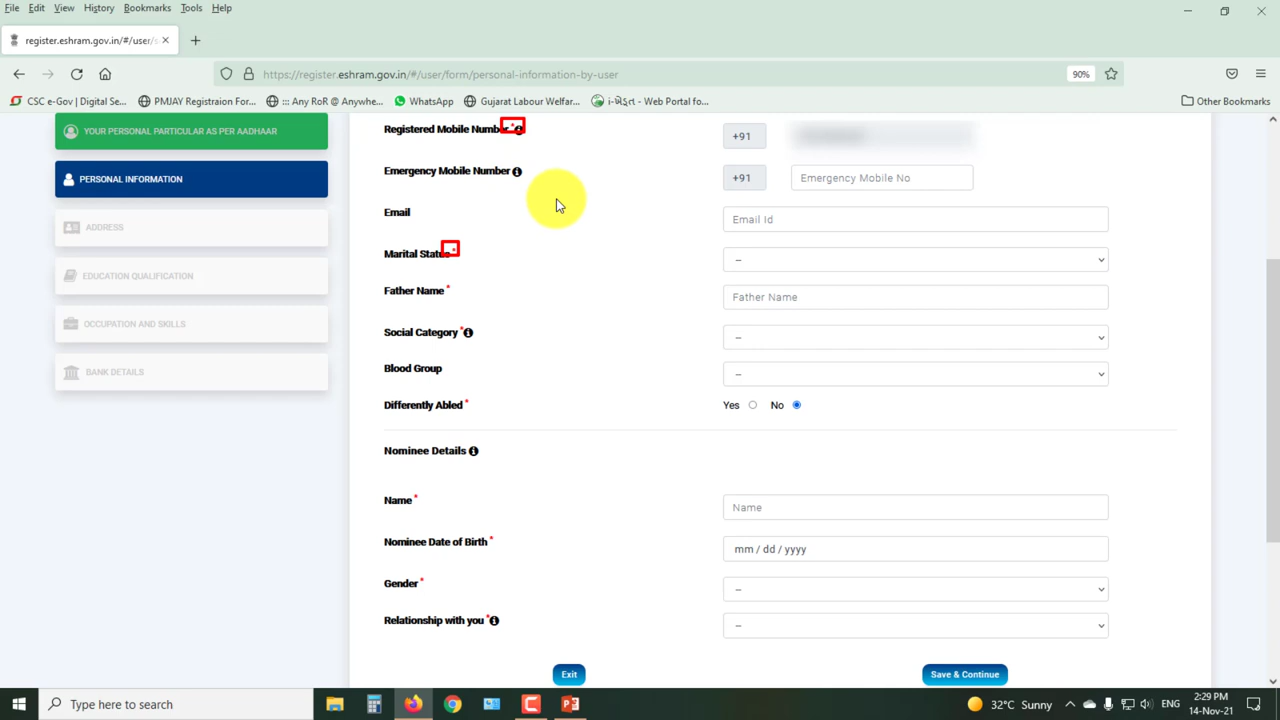 File Edit View History Bookmarks Tools Help
register.eshram.gov.in/#/user/s
https://register.eshram.gov.in/#/user/form/personal-information-by-user 90%
CSC e-Gov | Digital Se... PMJAY Registraion For... ::: Any RoR @ Anywhe... WhatsApp Gujarat Labour Welfar... i-ખેડૂત - Web Portal fo... Other Bookmarks
YOUR PERSONAL PARTICULAR AS PER AADHAAR
PERSONAL INFORMATION
ADDRESS
EDUCATION QUALIFICATION
OCCUPATION AND SKILLS
BANK DETAILS
Registered Mobile Number * +91
Emergency Mobile Number +91 Emergency Mobile No
Email Email Id
Marital Status * --
Father Name * Father Name
Social Category * --
Blood Group --
Differently Abled * Yes No
Nominee Details
Name * Name
Nominee Date of Birth * mm / dd / yyyy
Gender * --
Relationship with you * --
Exit Save & Continue
Type here to search 32°C Sunny ENG 2:29 PM
14-Nov-21